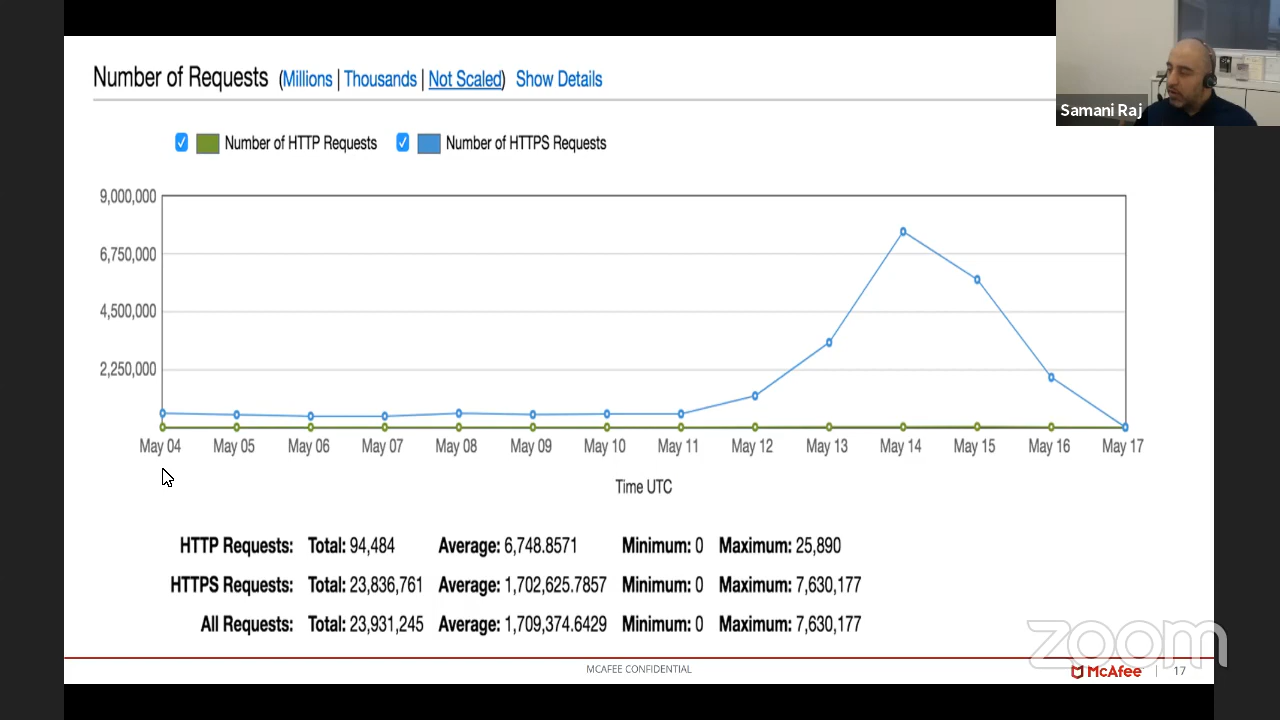 Number of Requests (Millions | Thousands | Not Scaled) Show Details
Samani Raj
Number of HTTP Requests Number of HTTPS Requests
9,000,000
6,750,000
4,500,000
2,250,000
May 04 May 05 May 06 May 07 May 08 May 09 May 10 May 11 May 12 May 13 May 14 May 15 May 16 May 17
Time UTC
HTTP Requests: Total: 94,484 Average: 6,748.8571 Minimum: 0 Maximum: 25,890
HTTPS Requests: Total: 23,836,761 Average: 1,702,625.7857 Minimum: 0 Maximum: 7,630,177
All Requests: Total: 23,931,245 Average: 1,709,374.6429 Minimum: 0 Maximum: 7,630,177
zoom
MCAFEE CONFIDENTIAL
McAfee | 17